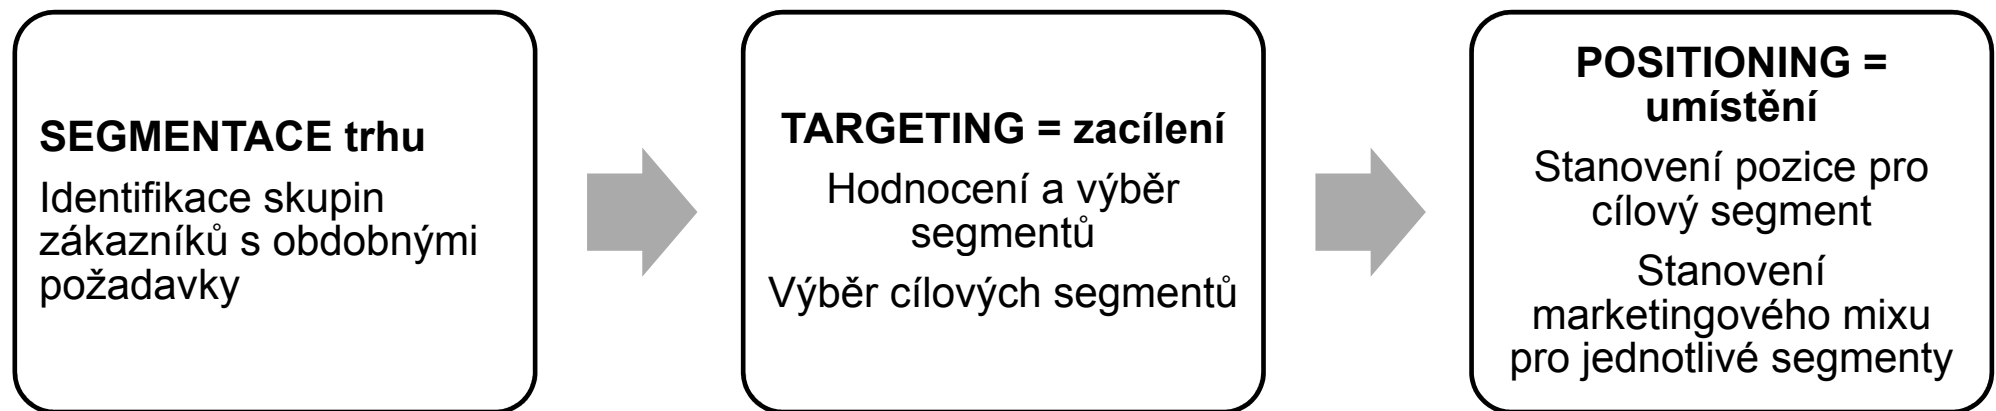 SEGMENTACE trhu
Identifikace skupin
zákazníků s obdobnými
požadavky
TARGETING = zacílení
Hodnocení a výběr
segmentů
Výběr cílových segmentů
POSITIONING =
umístění
Stanovení pozice pro
cílový segment
Stanovení
marketingového mixu
pro jednotlivé segmenty